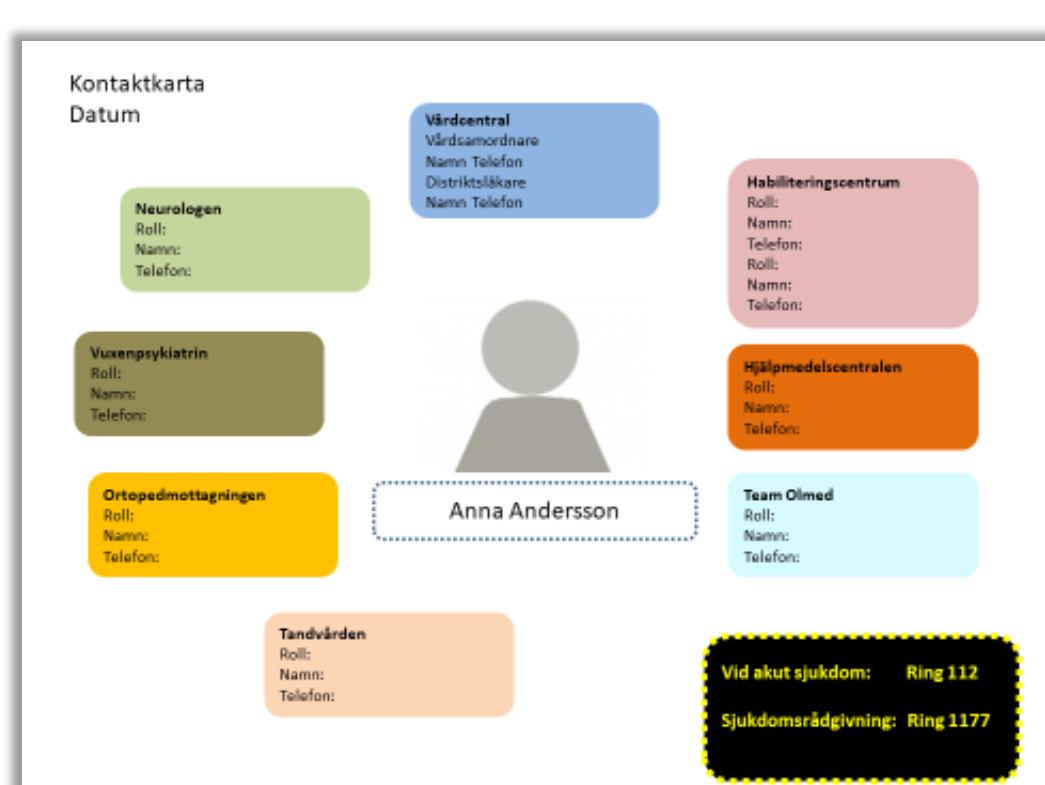 Kontaktkarta
Datum
Vårdcentral
Vårdsamordnare
Namn Telefon
Distriktsläkare
Namn Telefon
Neurologen
Roll:
Namn:
Telefon:
Habiliteringscentrum
Roll:
Namn:
Telefon:
Roll:
Namn:
Telefon:
Vuxenpsykiatrin
Roll:
Namn:
Telefon:
Hjälpmedelscentralen
Roll:
Namn:
Telefon:
Ortopedmottagningen
Roll:
Namn:
Telefon:
Anna Andersson
Team Olmed
Roll:
Namn:
Telefon:
Tandvården
Roll:
Namn:
Telefon:
Vid akut sjukdom: Ring 112
Sjukdomsrådgivning: Ring 1177